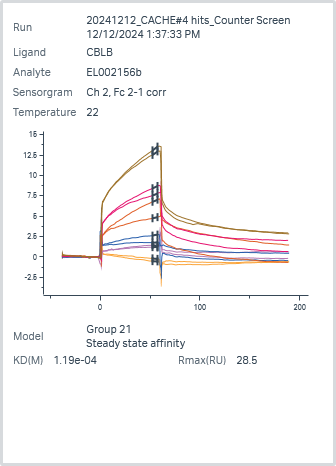 Run 20241212_CACHE#4 hits_Counter Screen
12/12/2024 1:37:33 PM
Ligand CBLB
Analyte EL002156b
Sensorgram Ch 2, Fc 2-1 corr
Temperature 22
15
12.5
10
7.5
5
2.5
0
-2.5
0 100 200
Model Group 21
Steady state affinity
KD(M) 1.19e-04 Rmax(RU) 28.5